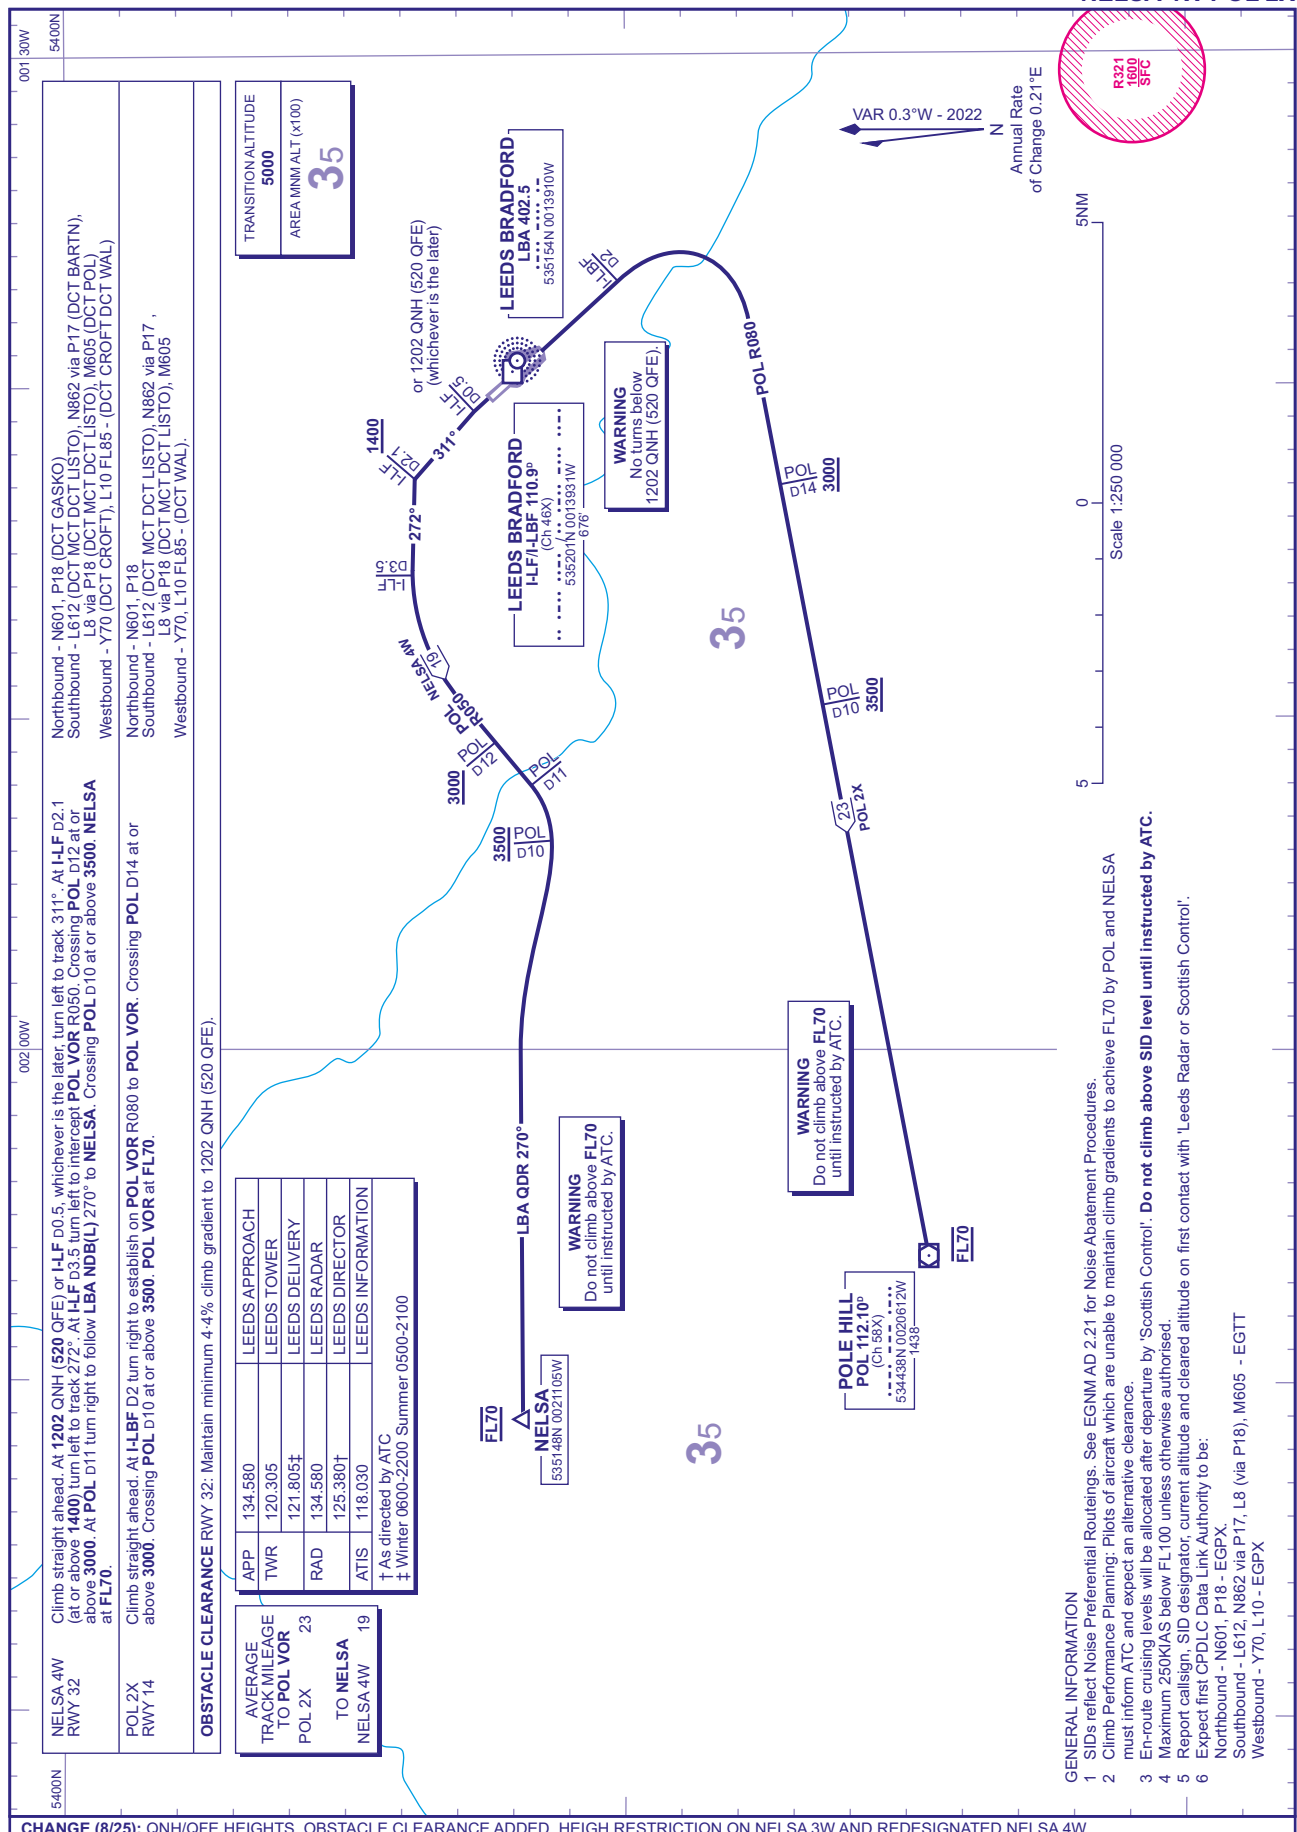 NELSA 4W
RWY 32
Climb straight ahead. At 1202 QNH (520 QFE) or I-LF D0.5, whichever is the later, turn left to track 311°. At I-LF D2.1
(at or above 1400) turn left to track 272°. At I-LF D3.5 turn left to intercept POL VOR R050. Crossing POL D12 at or
above 3000. At POL D11 turn right to follow LBA NDB(L) 270° to NELSA. Crossing POL D10 at or above 3500. NELSA
at FL70.
Northbound - N601, P18 (DCT GASKO)
Southbound - L612 (DCT MCT DCT LISTO), N862 via P17 (DCT BARTN),
L8 via P18 (DCT MCT DCT LISTO), M605 (DCT POL)
Westbound - Y70 (DCT CROFT), L10 FL85 - (DCT CROFT DCT WAL)
POL 2X
RWY 14
Climb straight ahead. At I-LBF D2 turn right to establish on POL VOR R080 to POL VOR. Crossing POL D14 at or
above 3000. Crossing POL D10 at or above 3500. POL VOR at FL70.
Northbound - N601, P18
Southbound - L612 (DCT MCT DCT LISTO), N862 via P17 ,
L8 via P18 (DCT MCT DCT LISTO), M605
Westbound - Y70, L10 FL85 - (DCT WAL).
OBSTACLE CLEARANCE RWY 32: Maintain minimum 4·4% climb gradient to 1202 QNH (520 QFE).
5400N
002 00W
001 30W
5400N
AVERAGE
TRACK MILEAGE
TO POL VOR
POL 2X 23
TO NELSA
NELSA 4W 19
APP 134.580 LEEDS APPROACH
TWR 120.305 LEEDS TOWER
121.805‡ LEEDS DELIVERY
RAD 134.580 LEEDS RADAR
125.380† LEEDS DIRECTOR
ATIS 118.030 LEEDS INFORMATION
† As directed by ATC
‡ Winter 0600-2200 Summer 0500-2100
TRANSITION ALTITUDE
5000
AREA MNM ALT (x100)
35
or 1202 QNH (520 QFE)
(whichever is the later)
I-LF
D0.5
311°
1400
I-LF
D2.1
272°
I-LF
D3.5
NELSA 4W
19
POL
R050
3000
POL
D12
POL
D11
3500
POL
D10
LBA QDR 270°
FL70
NELSA
535148N 0021105W
WARNING
Do not climb above FL70
until instructed by ATC.
LEEDS BRADFORD
LBA 402.5
535154N 0013910W
LEEDS BRADFORD
I-LF/I-LBF 110.9ᴰ
(Ch 46X)
535201N 0013931W
676'
I-LBF
D2
WARNING
No turns below
1202 QNH (520 QFE).
POL R080
POL
D14
3000
POL
D10
3500
23
POL 2X
35
35
WARNING
Do not climb above FL70
until instructed by ATC.
FL70
POLE HILL
POL 112.10ᴰ
(Ch 58X)
534438N 0020612W
1438'
VAR 0.3°W - 2022
N
Annual Rate
of Change 0.21°E
R321
1600
SFC
5 0 5NM
Scale 1:250 000
GENERAL INFORMATION
1 SIDs reflect Noise Preferential Routeings. See EGNM AD 2.21 for Noise Abatement Procedures.
2 Climb Performance Planning: Pilots of aircraft which are unable to maintain climb gradients to achieve FL70 by POL and NELSA
must inform ATC and expect an alternative clearance.
3 En-route cruising levels will be allocated after departure by 'Scottish Control'. Do not climb above SID level until instructed by ATC.
4 Maximum 250KIAS below FL100 unless otherwise authorised.
5 Report callsign, SID designator, current altitude and cleared altitude on first contact with 'Leeds Radar or Scottish Control'.
6 Expect first CPDLC Data Link Authority to be:
Northbound - N601, P18 - EGPX.
Southbound - L612, N862 via P17, L8 (via P18), M605 - EGTT
Westbound - Y70, L10 - EGPX
CHANGE (8/25): QNH/QFE HEIGHTS. OBSTACLE CLEARANCE ADDED. HEIGH RESTRICTION ON NELSA 3W AND REDESIGNATED NELSA 4W